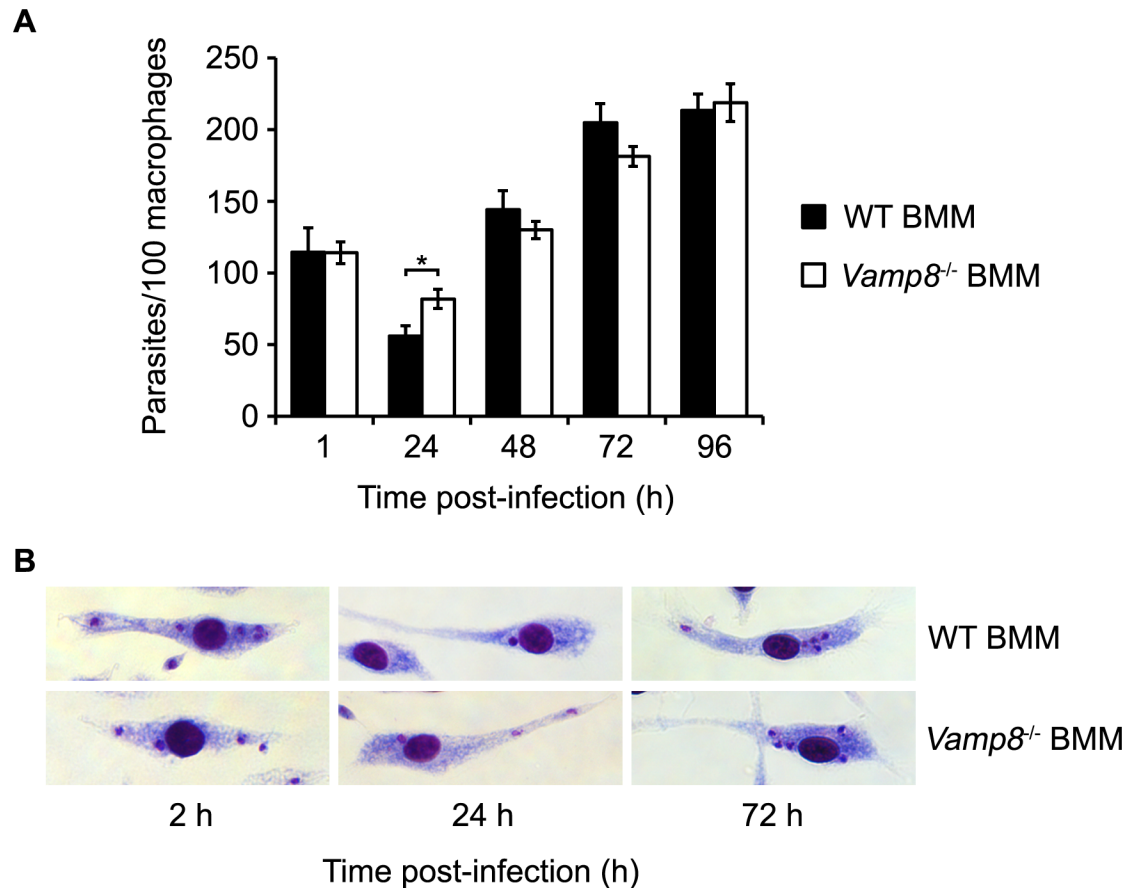 A
Parasites/100 macrophages
250
200
150
100
50
0
*
1 24 48 72 96
Time post-infection (h)
WT BMM
Vamp8-/- BMM
B
WT BMM
Vamp8-/- BMM
2 h 24 h 72 h
Time post-infection (h)